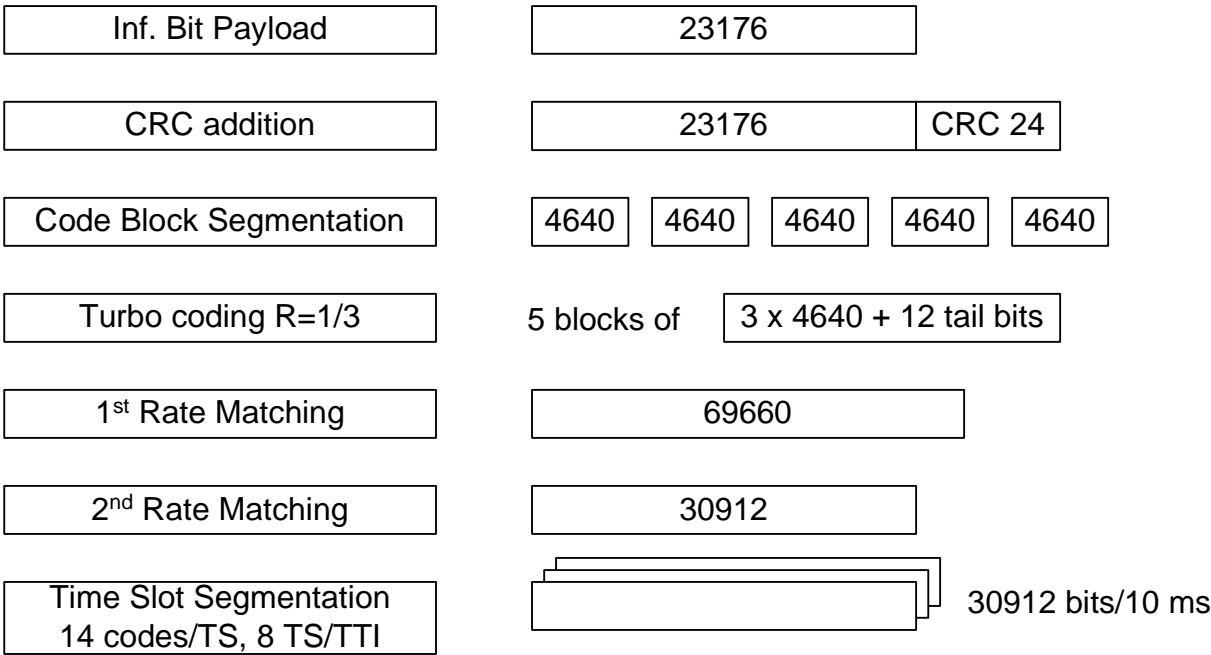 Inf. Bit Payload 23176
CRC addition 23176 CRC 24
Code Block Segmentation 4640 4640 4640 4640 4640
Turbo coding R=1/3 5 blocks of 3 x 4640 + 12 tail bits
1st Rate Matching 69660
2nd Rate Matching 30912
Time Slot Segmentation
14 codes/TS, 8 TS/TTI
30912 bits/10 ms